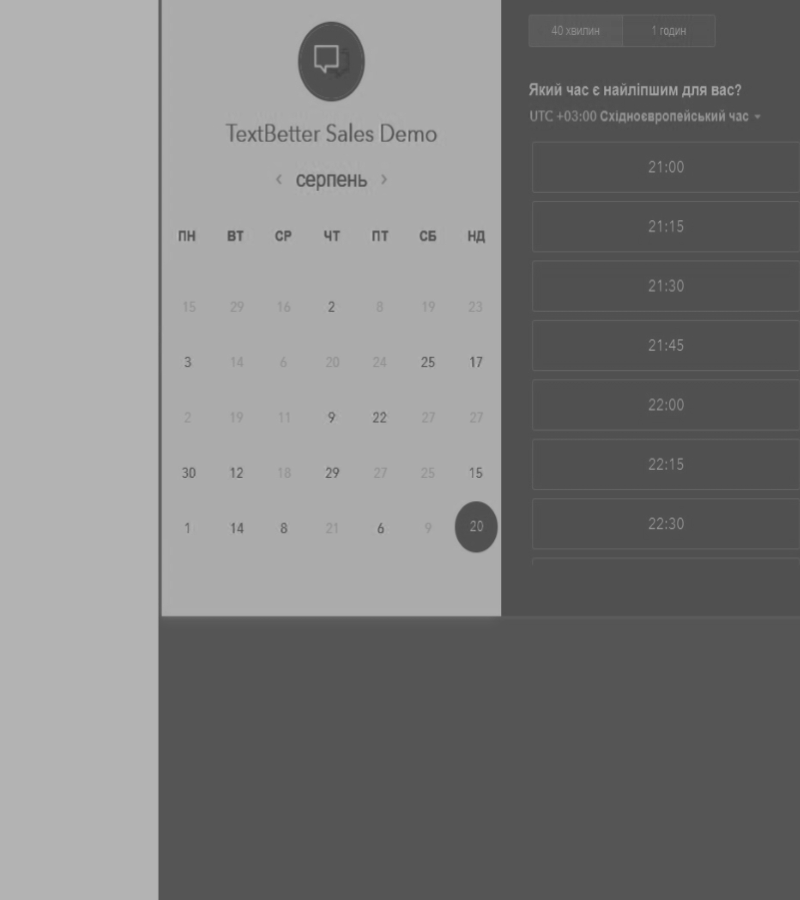 TextBetter Sales Demo
серпень
ПН ВТ СР ЧТ ПТ СБ НД
15 29 16 2 8 19 23
3 14 6 20 24 25 17
2 19 11 9 22 27 27
30 12 18 29 27 25 15
1 14 8 21 6 9 20
40 хвилин 1 годин
Який час є найліпшим для вас?
UTC +03:00 Східноєвропейський час
21:00
21:15
21:30
21:45
22:00
22:15
22:30